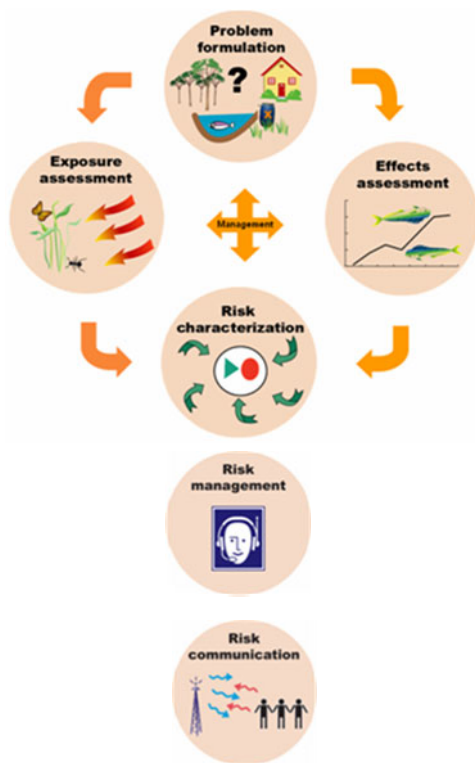 Problem
formulation
?
Exposure
assessment
Effects
assessment
Management
Risk
characterization
Risk
management
Risk
communication